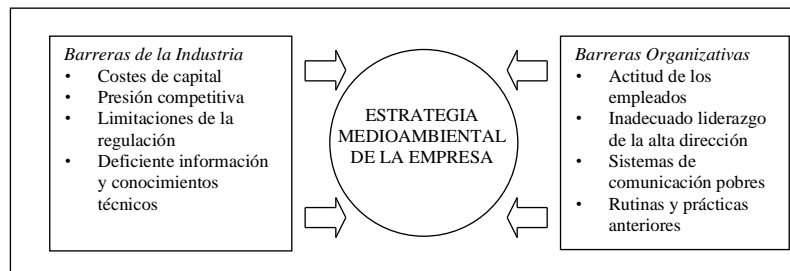 Barreras de la Industria
• Costes de capital
• Presión competitiva
• Limitaciones de la
regulación
• Deficiente información
y conocimientos
técnicos
ESTRATEGIA
MEDIOAMBIENTAL
DE LA EMPRESA
Barreras Organizativas
• Actitud de los
empleados
• Inadecuado liderazgo
de la alta dirección
• Sistemas de
comunicación pobres
• Rutinas y prácticas
anteriores